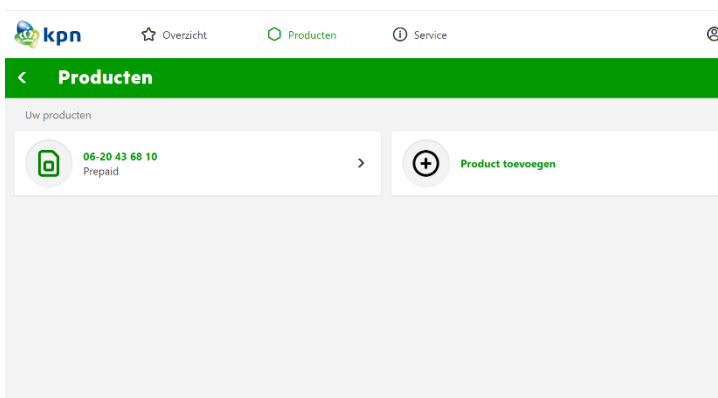 kpn
Overzicht
Producten
Service
Producten
Uw producten
06-20 43 68 10
Prepaid
Product toevoegen